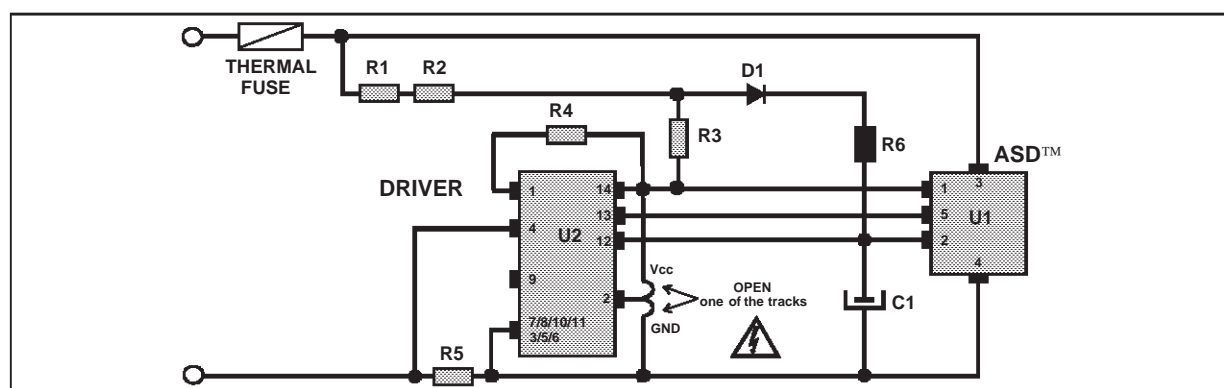 THERMAL
FUSE
R1
R2
D1
R4
R3
R6
ASD™
DRIVER
1
14
1
3
4
13
5
U1
U2
12
2
4
9
Vcc
2
OPEN
one of the tracks
C1
GND
7/8/10/11
3/5/6
R5